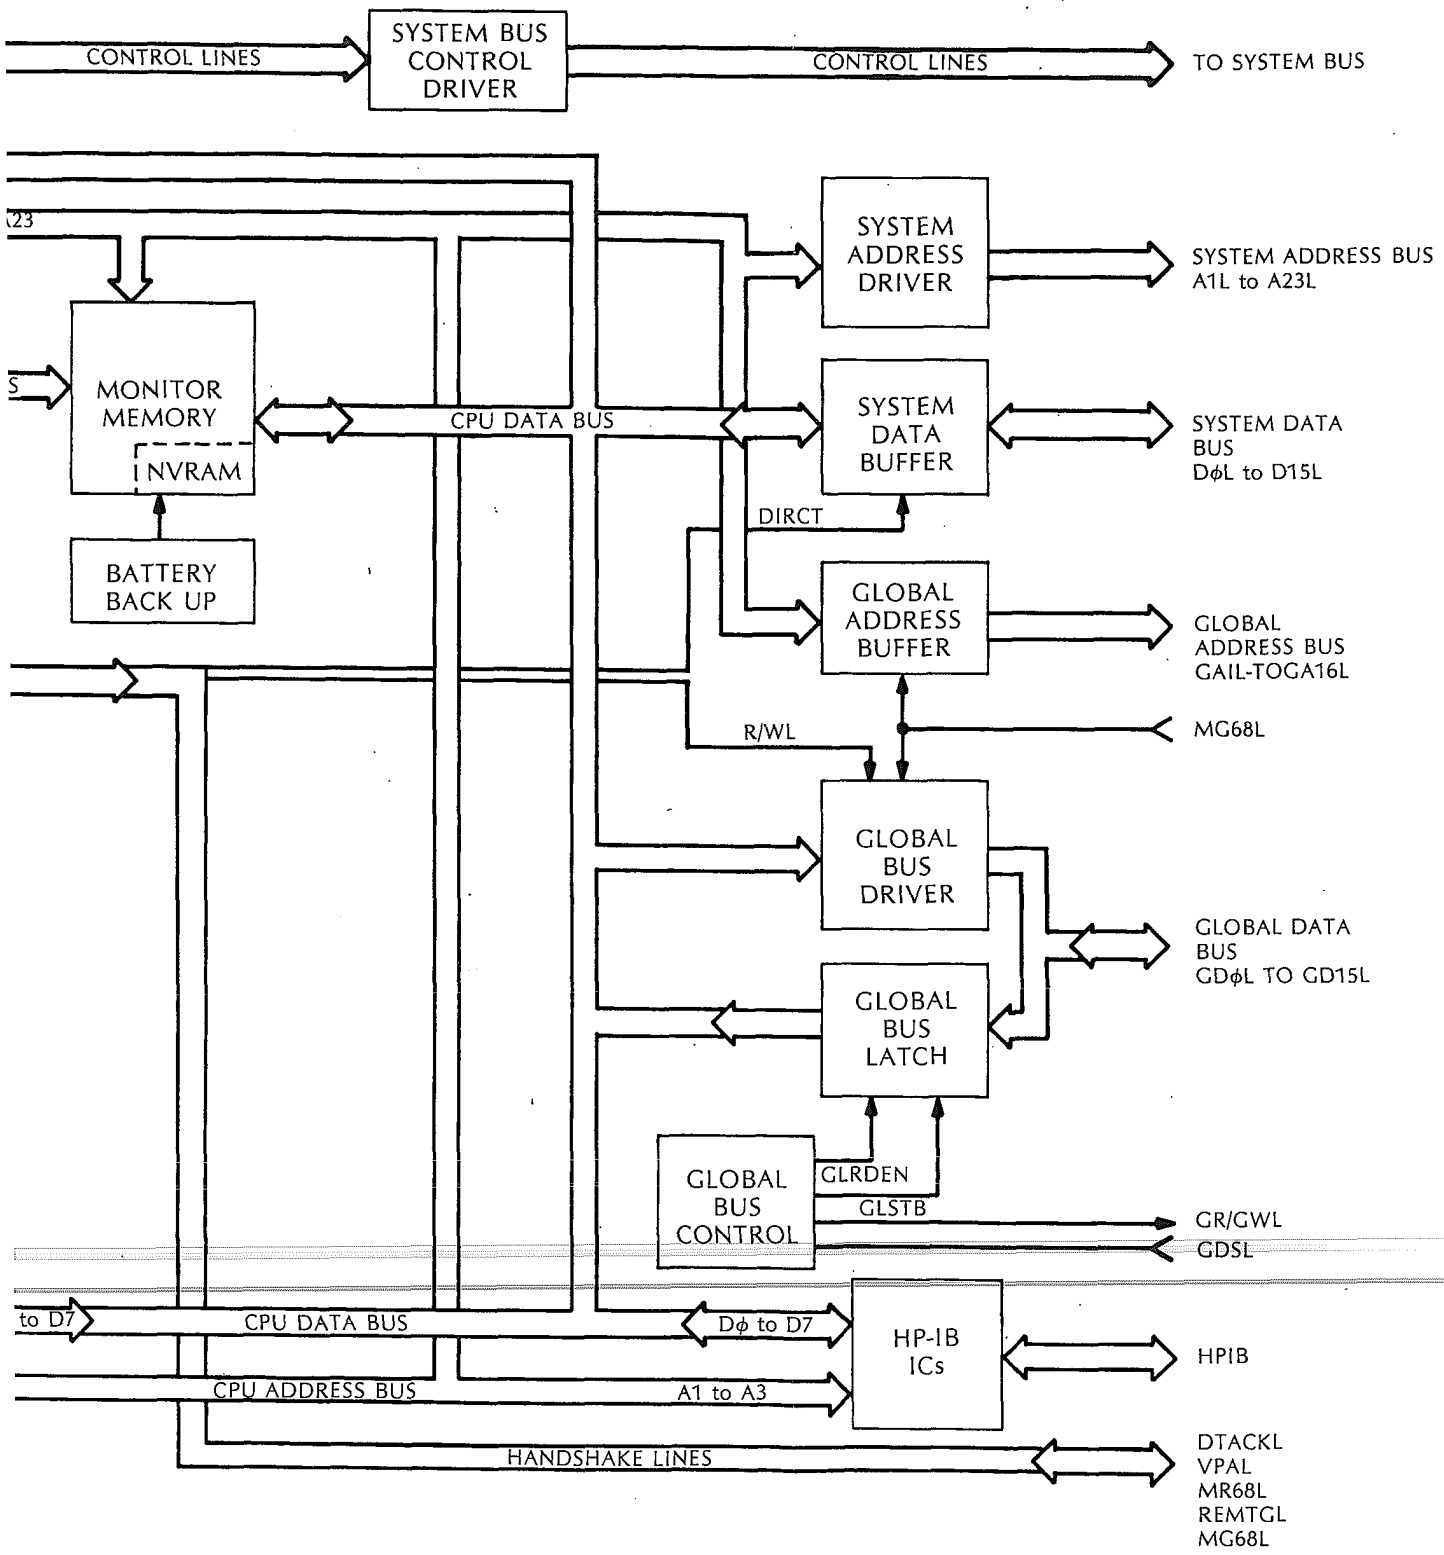 CONTROL LINES
SYSTEM BUS
CONTROL
DRIVER
CONTROL LINES
TO SYSTEM BUS
A23
SYSTEM
ADDRESS
DRIVER
SYSTEM ADDRESS BUS
A1L to A23L
S
MONITOR
MEMORY
NVRAM
CPU DATA BUS
SYSTEM
DATA
BUFFER
SYSTEM DATA
BUS
DϕL to D15L
DIRCT
BATTERY
BACK UP
GLOBAL
ADDRESS
BUFFER
GLOBAL
ADDRESS BUS
GAIL-TOGA16L
R/WL
MG68L
GLOBAL
BUS
DRIVER
GLOBAL DATA
BUS
GDϕL TO GD15L
GLOBAL
BUS
LATCH
GLOBAL
BUS
CONTROL
GLRDEN
GLSTB
GR/GWL
GDSL
to D7
CPU DATA BUS
Dϕ to D7
HP-IB
ICs
HPIB
CPU ADDRESS BUS
A1 to A3
HANDSHAKE LINES
DTACKL
VPAL
MR68L
REMTGL
MG68L